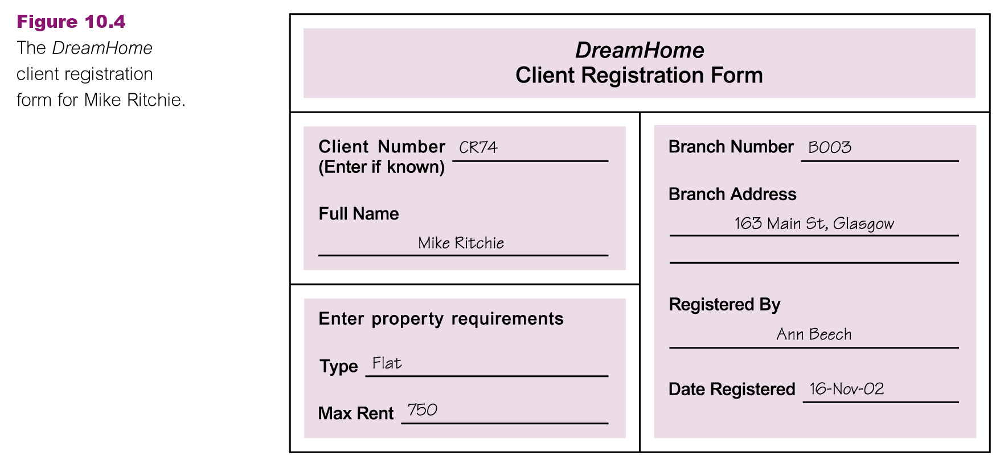 Figure 10.4
The DreamHome
client registration
form for Mike Ritchie.
DreamHome
Client Registration Form
Client Number CR74
(Enter if known)
Full Name
Mike Ritchie
Enter property requirements
Type Flat
Max Rent 750
Branch Number B003
Branch Address
163 Main St, Glasgow
Registered By
Ann Beech
Date Registered 16-Nov-02